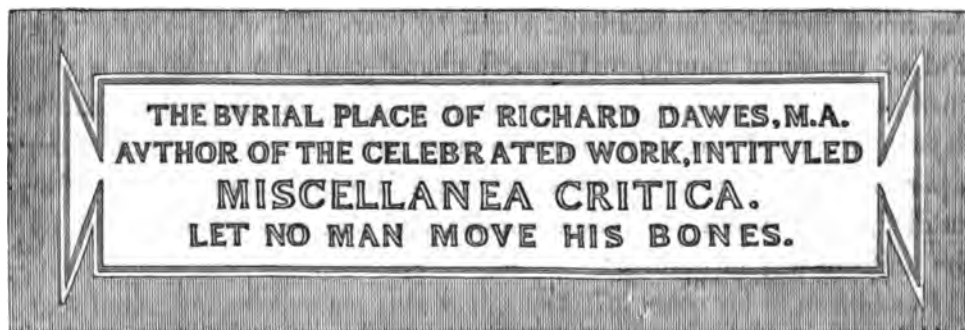 THE BVRIAL PLACE OF RICHARD DAWES, M.A.
AVTHOR OF THE CELEBRATED WORK, INTITVLED
MISCELLANEA CRITICA.
LET NO MAN MOVE HIS BONES.